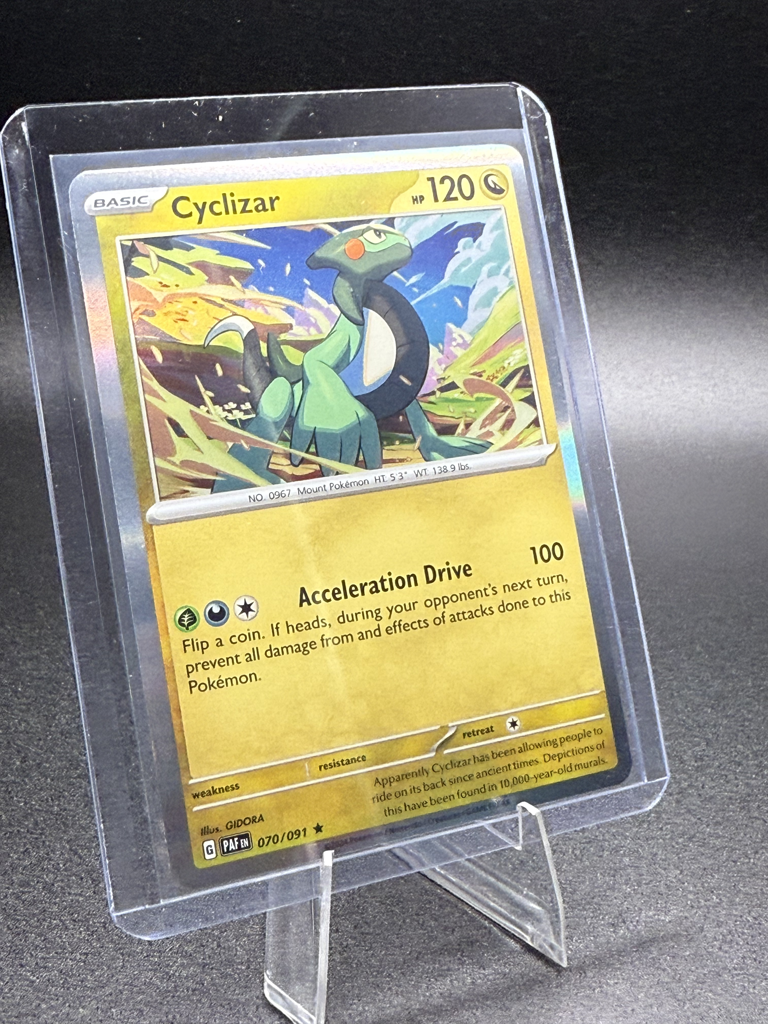 BASIC Cyclizar HP 120
NO. 0967 Mount Pokémon HT. 5'3" WT. 138.9 lbs.
Acceleration Drive 100
Flip a coin. If heads, during your opponent's next turn,
prevent all damage from and effects of attacks done to this
Pokémon.
weakness resistance retreat
Apparently Cyclizar has been allowing people to
ride on its back since ancient times. Depictions of
this have been found in 10,000-year-old murals.
Illus. GIDORA
G PAF EN 070/091